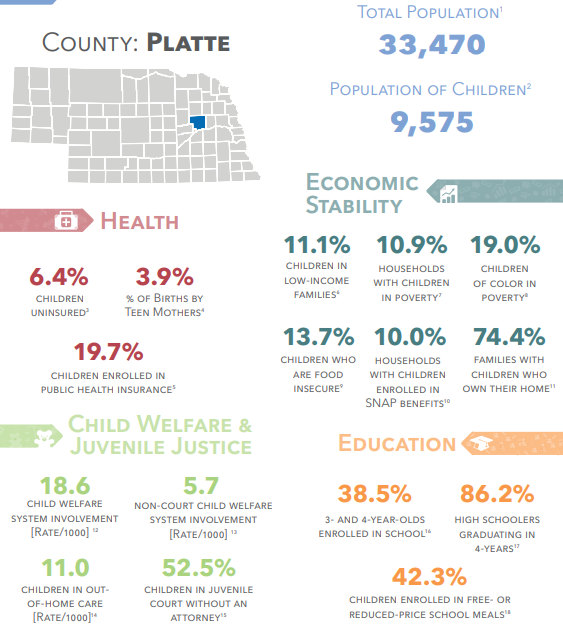 COUNTY: PLATTE
TOTAL POPULATION¹
33,470
POPULATION OF CHILDREN²
9,575
HEALTH
6.4%
CHILDREN
UNINSURED³
3.9%
% OF BIRTHS BY
TEEN MOTHERS⁴
19.7%
CHILDREN ENROLLED IN
PUBLIC HEALTH INSURANCE⁵
ECONOMIC
STABILITY
11.1%
CHILDREN IN
LOW-INCOME
FAMILIES⁶
10.9%
HOUSEHOLDS
WITH CHILDREN
IN POVERTY⁷
19.0%
CHILDREN
OF COLOR IN
POVERTY⁸
13.7%
CHILDREN WHO
ARE FOOD
INSECURE⁹
10.0%
HOUSEHOLDS
WITH CHILDREN
ENROLLED IN
SNAP BENEFITS¹⁰
74.4%
FAMILIES WITH
CHILDREN WHO
OWN THEIR HOME¹¹
CHILD WELFARE &
JUVENILE JUSTICE
18.6
CHILD WELFARE
SYSTEM INVOLVEMENT
[RATE/1000] ¹²
5.7
NON-COURT CHILD WELFARE
SYSTEM INVOLVEMENT
[RATE/1000] ¹³
11.0
CHILDREN IN OUT-
OF-HOME CARE
[RATE/1000]¹⁴
52.5%
CHILDREN IN JUVENILE
COURT WITHOUT AN
ATTORNEY¹⁵
EDUCATION
38.5%
3- AND 4-YEAR-OLDS
ENROLLED IN SCHOOL¹⁶
86.2%
HIGH SCHOOLERS
GRADUATING IN
4-YEARS¹⁷
42.3%
CHILDREN ENROLLED IN FREE- OR
REDUCED-PRICE SCHOOL MEALS¹⁸